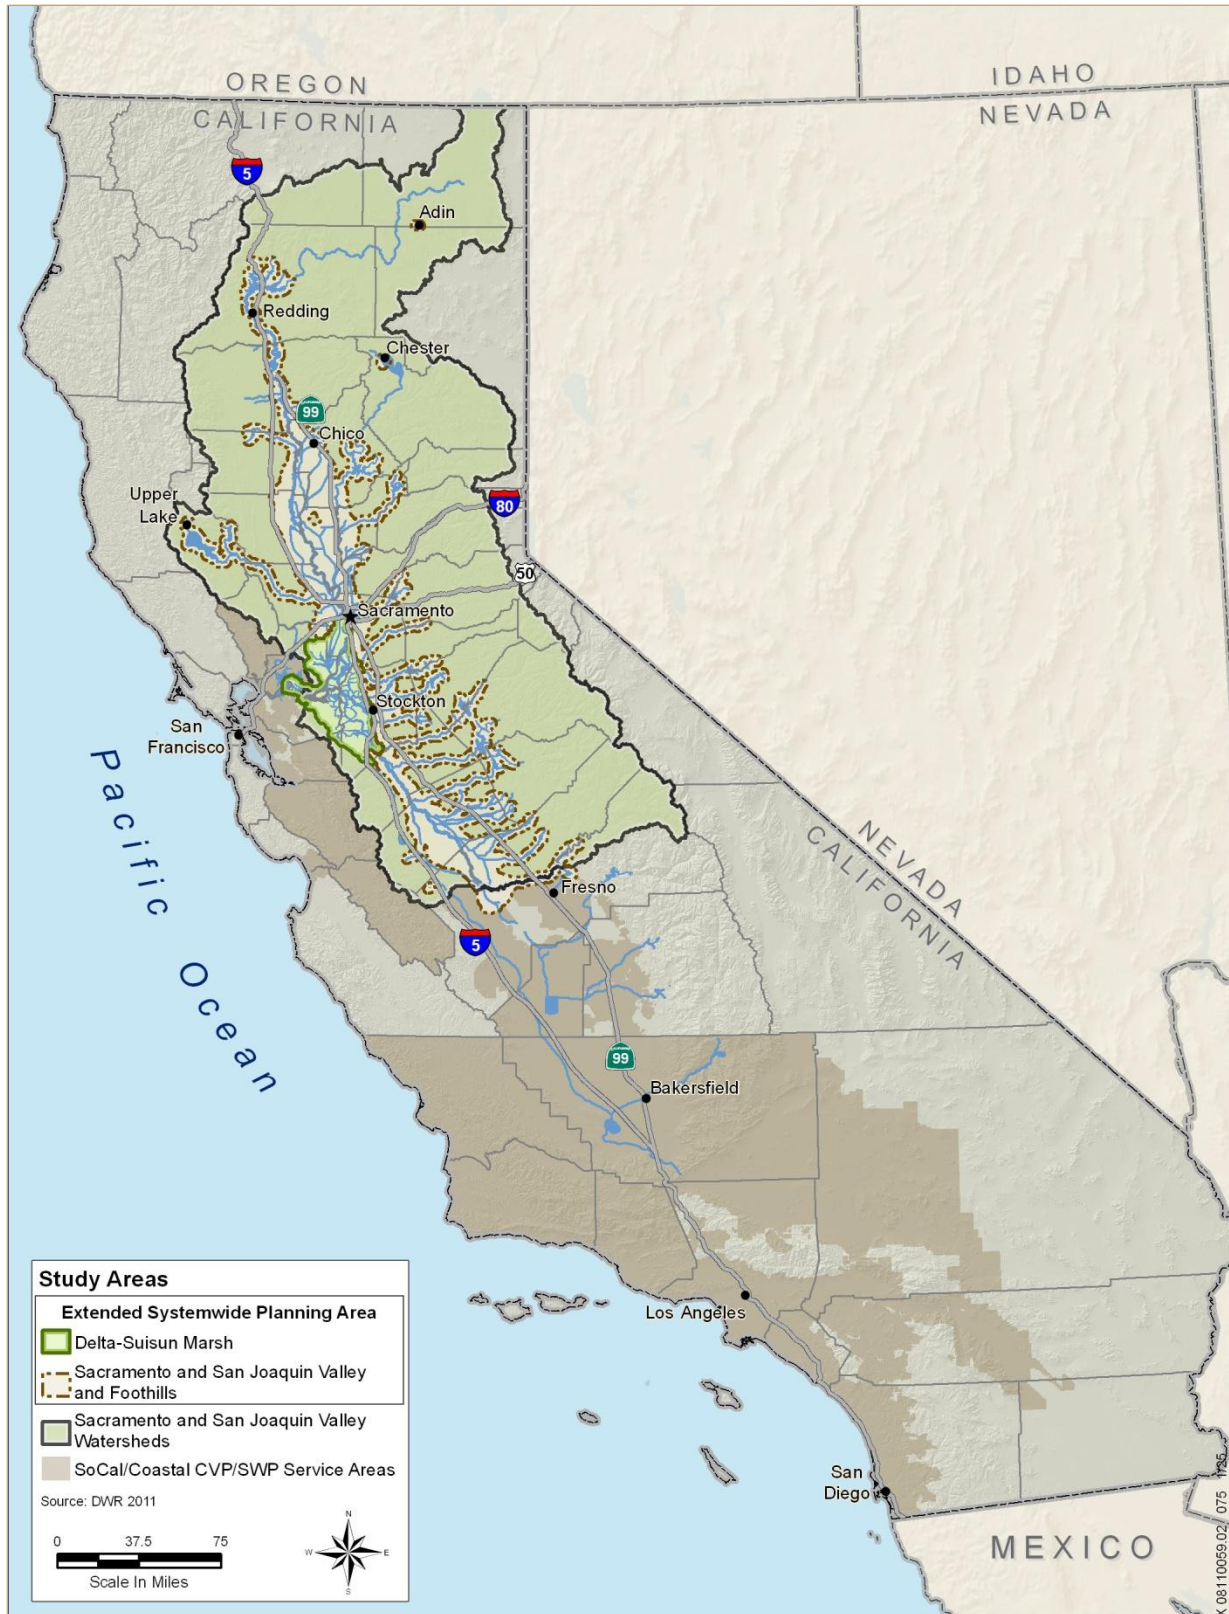 OREGON
IDAHO
CALIFORNIA
NEVADA
5
Adin
Redding
Chester
99
Chico
Upper
Lake
80
50
Sacramento
Stockton
San
Francisco
Pacific Ocean
NEVADA
CALIFORNIA
Fresno
5
99
Bakersfield
Los Angeles
San
Diego
MEXICO
Study Areas
Extended Systemwide Planning Area
Delta-Suisun Marsh
Sacramento and San Joaquin Valley
and Foothills
Sacramento and San Joaquin Valley
Watersheds
SoCal/Coastal CVP/SWP Service Areas
Source: DWR 2011
N
W
E
S
0 37.5 75
Scale In Miles
X 08110059.02 075